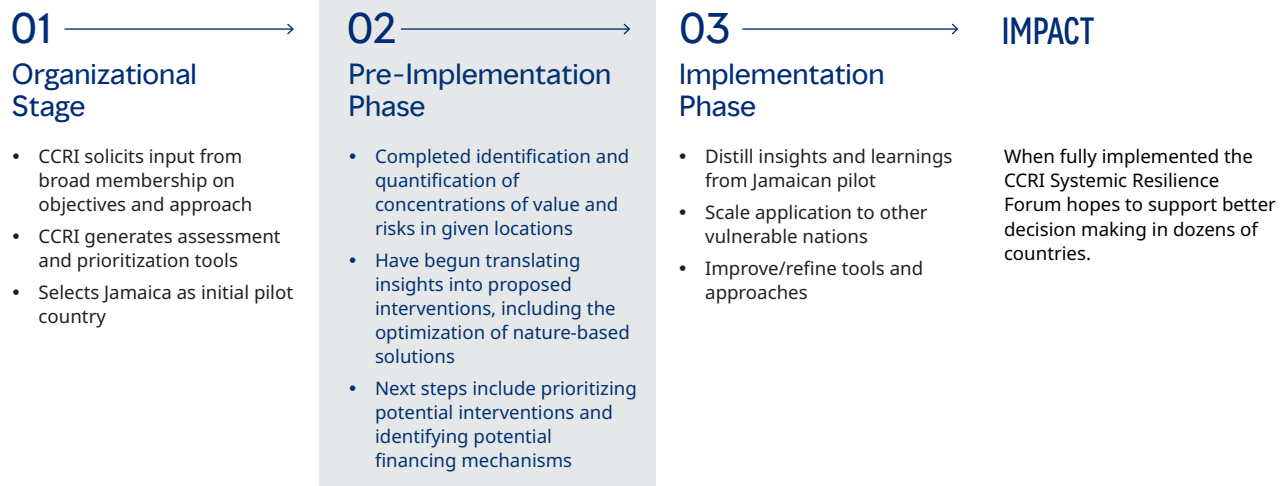 01
Organizational
Stage
• CCRI solicits input from
broad membership on
objectives and approach
• CCRI generates assessment
and prioritization tools
• Selects Jamaica as initial pilot
country
02
Pre-Implementation
Phase
• Completed identification and
quantification of
concentrations of value and
risks in given locations
• Have begun translating
insights into proposed
interventions, including the
optimization of nature-based
solutions
• Next steps include prioritizing
potential interventions and
identifying potential
financing mechanisms
03
Implementation
Phase
• Distill insights and learnings
from Jamaican pilot
• Scale application to other
vulnerable nations
• Improve/refine tools and
approaches
IMPACT
When fully implemented the
CCRI Systemic Resilience
Forum hopes to support better
decision making in dozens of
countries.